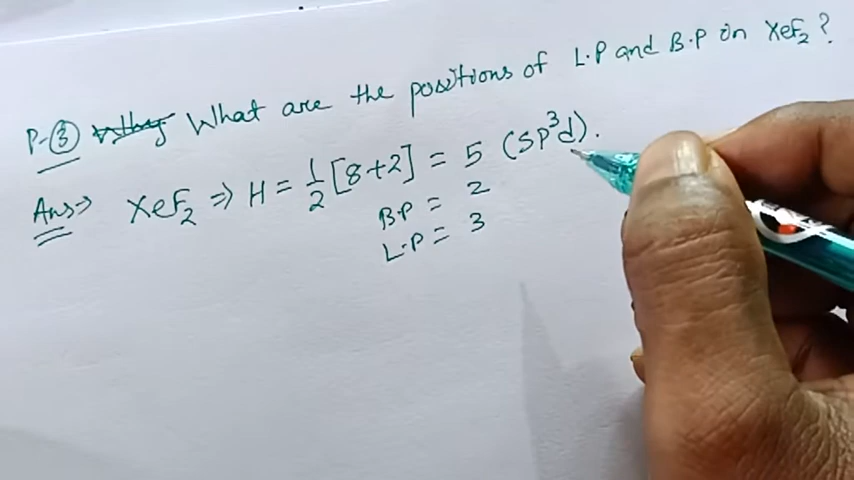 P-③ Why What are the positions of L.P and B.P in XeF₂?
Ans→ XeF₂ ⇒ H = 1/2 [8+2] = 5 (SP³d).
B.P = 2
L.P = 3